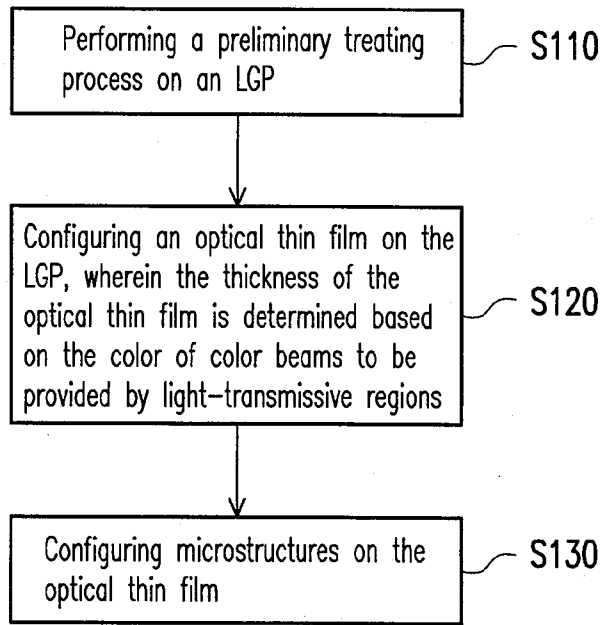 Performing a preliminary treating
process on an LGP
S110
Configuring an optical thin film on the
LGP, wherein the thickness of the
optical thin film is determined based
on the color of color beams to be
provided by light-transmissive regions
S120
Configuring microstructures on the
optical thin film
S130